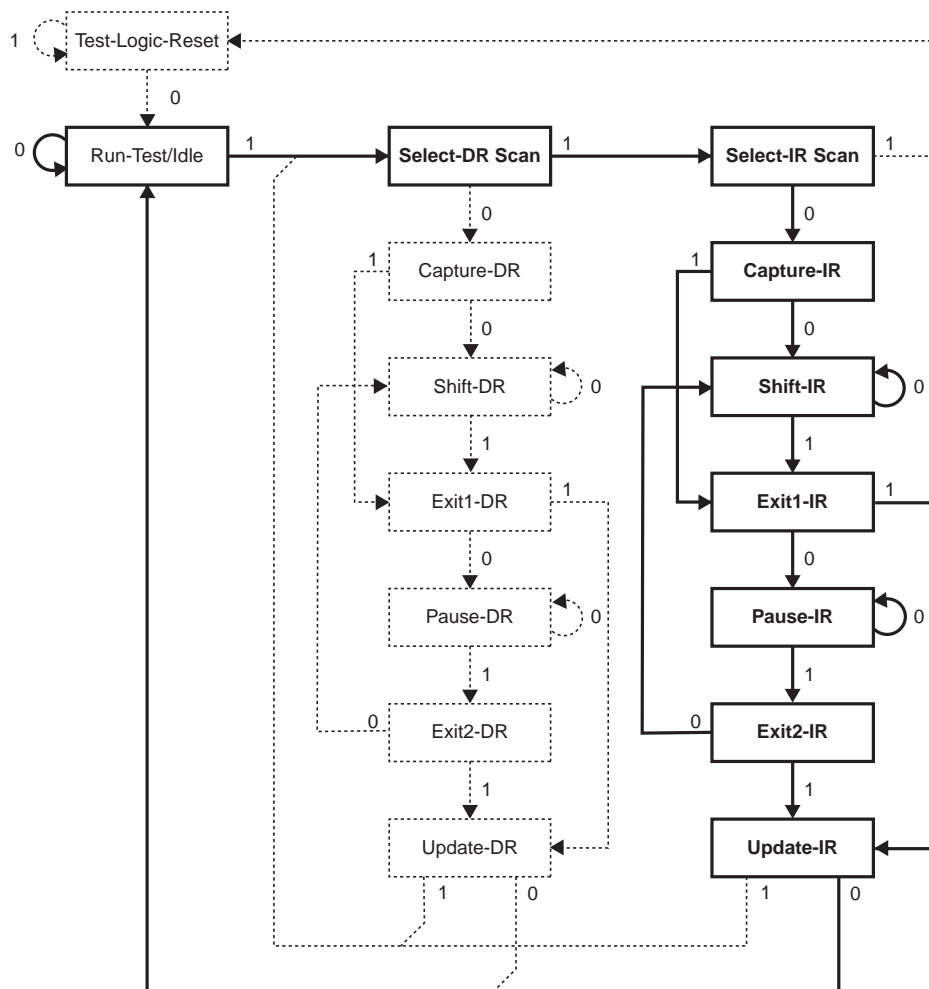 Test-Logic-Reset
1
0
Run-Test/Idle
0
1
Select-DR Scan
1
Select-IR Scan
1
0
0
Capture-DR
1
Capture-IR
1
0
0
Shift-DR
0
Shift-IR
0
1
1
Exit1-DR
1
Exit1-IR
1
0
0
Pause-DR
0
Pause-IR
0
1
1
Exit2-DR
0
Exit2-IR
0
1
1
Update-DR
Update-IR
1
0
1
0